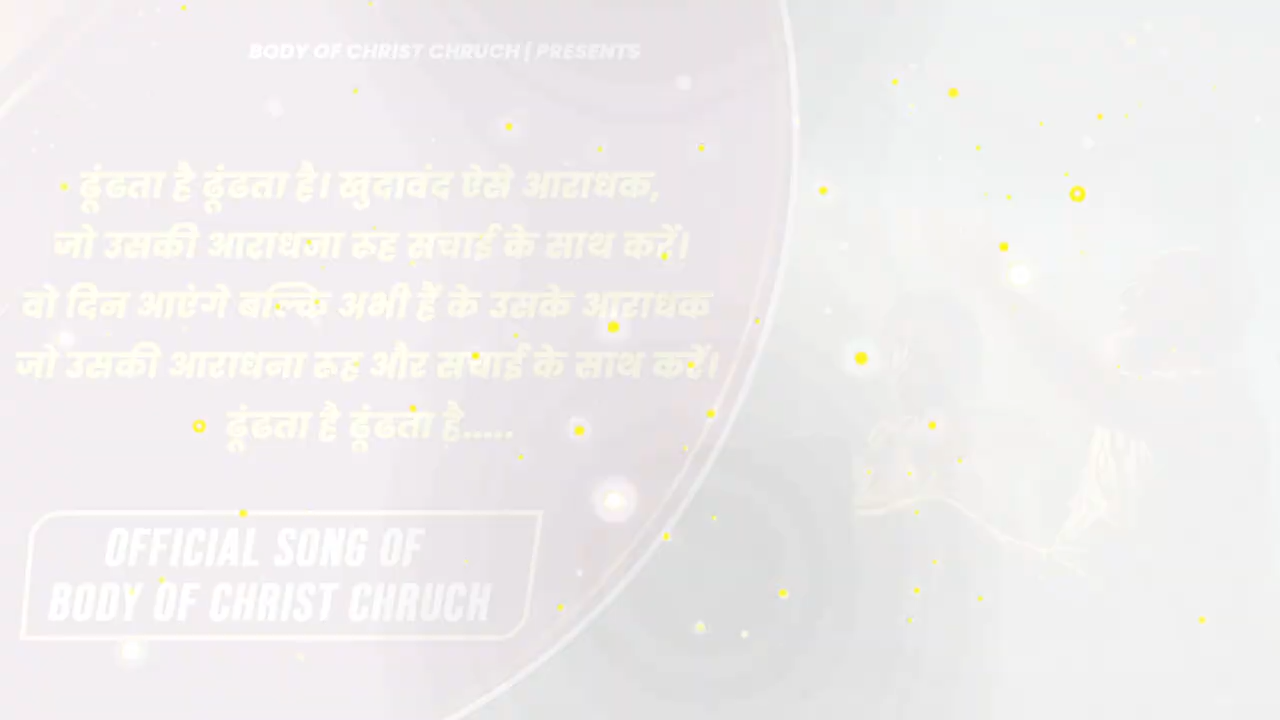 BODY OF CHRIST CHRUCH | PRESENTS
ढूंढता है ढूंढता है। खुदावंद ऐसे आराधक,
जो उसकी आराधना रूह सचाई के साथ करें।
वो दिन आएंगे बल्कि अभी हैं के उसके आराधक
जो उसकी आराधना रूह और सचाई के साथ करें।
ढूंढता है ढूंढता है.....
OFFICIAL SONG OF
BODY OF CHRIST CHRUCH